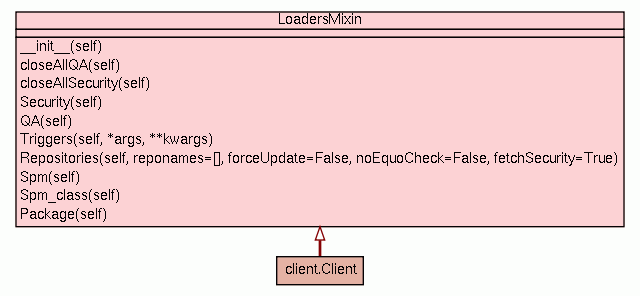 LoadersMixin
__init__(self)
closeAllQA(self)
closeAllSecurity(self)
Security(self)
QA(self)
Triggers(self, *args, **kwargs)
Repositories(self, reponames=[], forceUpdate=False, noEquoCheck=False, fetchSecurity=True)
Spm(self)
Spm_class(self)
Package(self)
client.Client